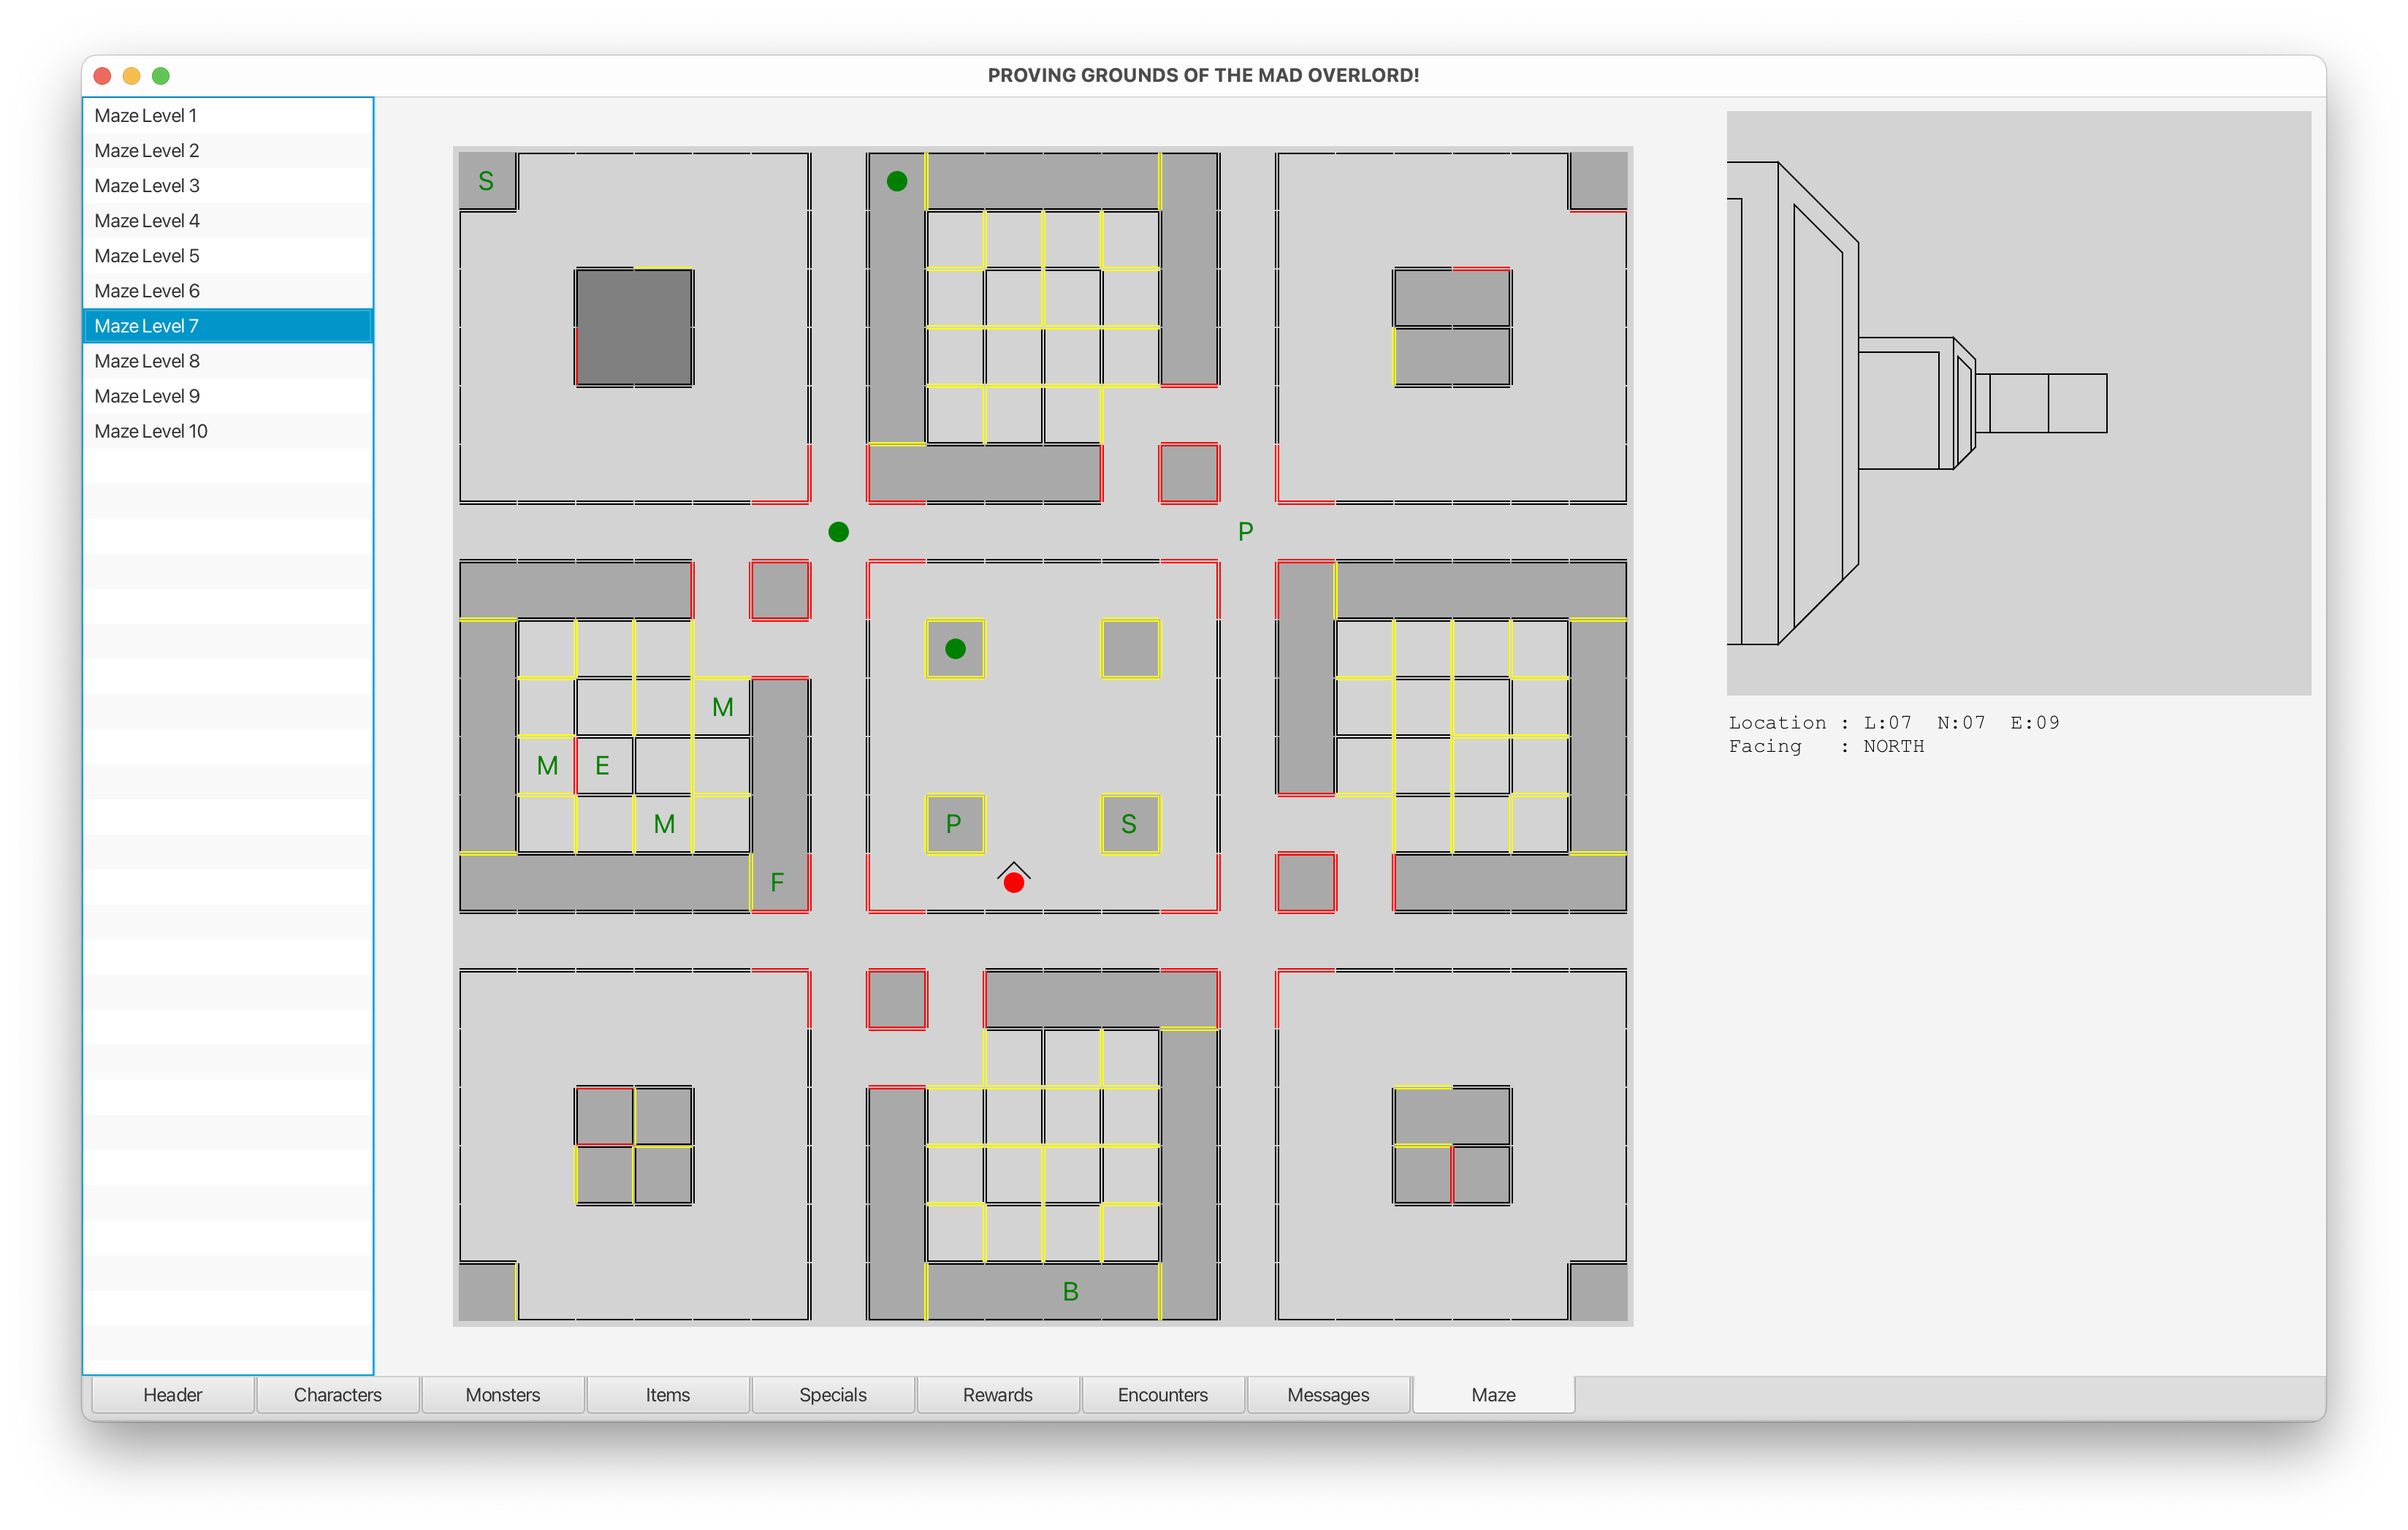 PROVING GROUNDS OF THE MAD OVERLORD!
Maze Level 1
Maze Level 2
Maze Level 3
Maze Level 4
Maze Level 5
Maze Level 6
Maze Level 7
Maze Level 8
Maze Level 9
Maze Level 10
S
P
M
M E
M P S
F
B
Location : L:07 N:07 E:09
Facing : NORTH
Header Characters Monsters Items Specials Rewards Encounters Messages Maze